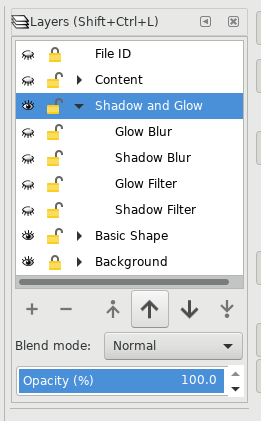 Layers (Shift+Ctrl+L)
File ID
Content
Shadow and Glow
Glow Blur
Shadow Blur
Glow Filter
Shadow Filter
Basic Shape
Background
Blend mode: Normal
Opacity (%) 100.0